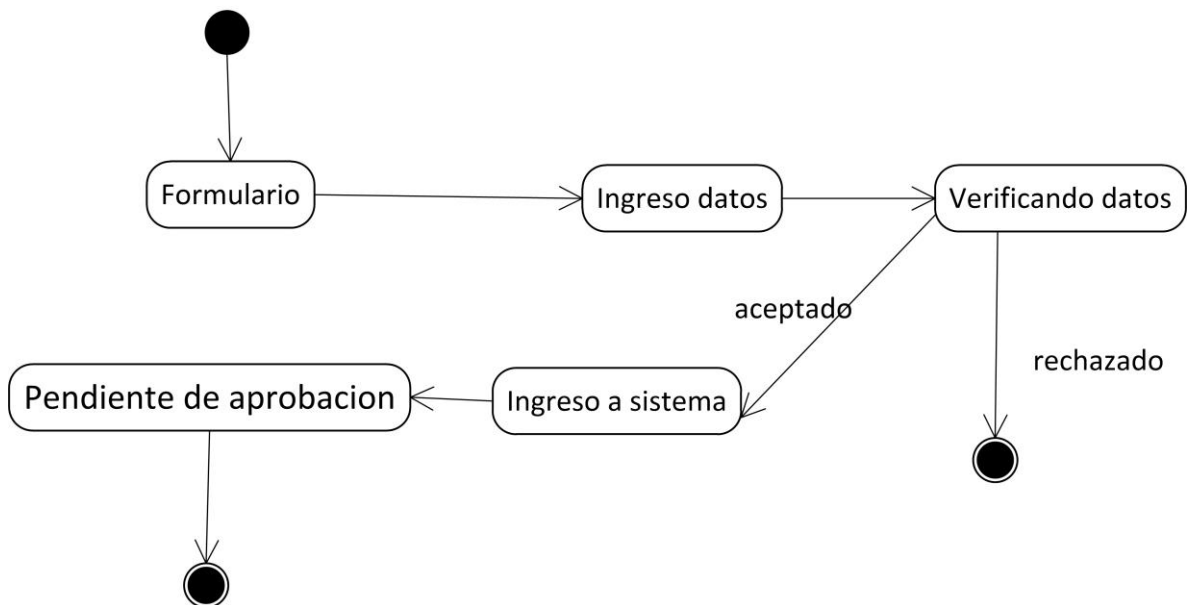 Formulario
Ingreso datos
Verificando datos
aceptado
rechazado
Pendiente de aprobacion
Ingreso a sistema